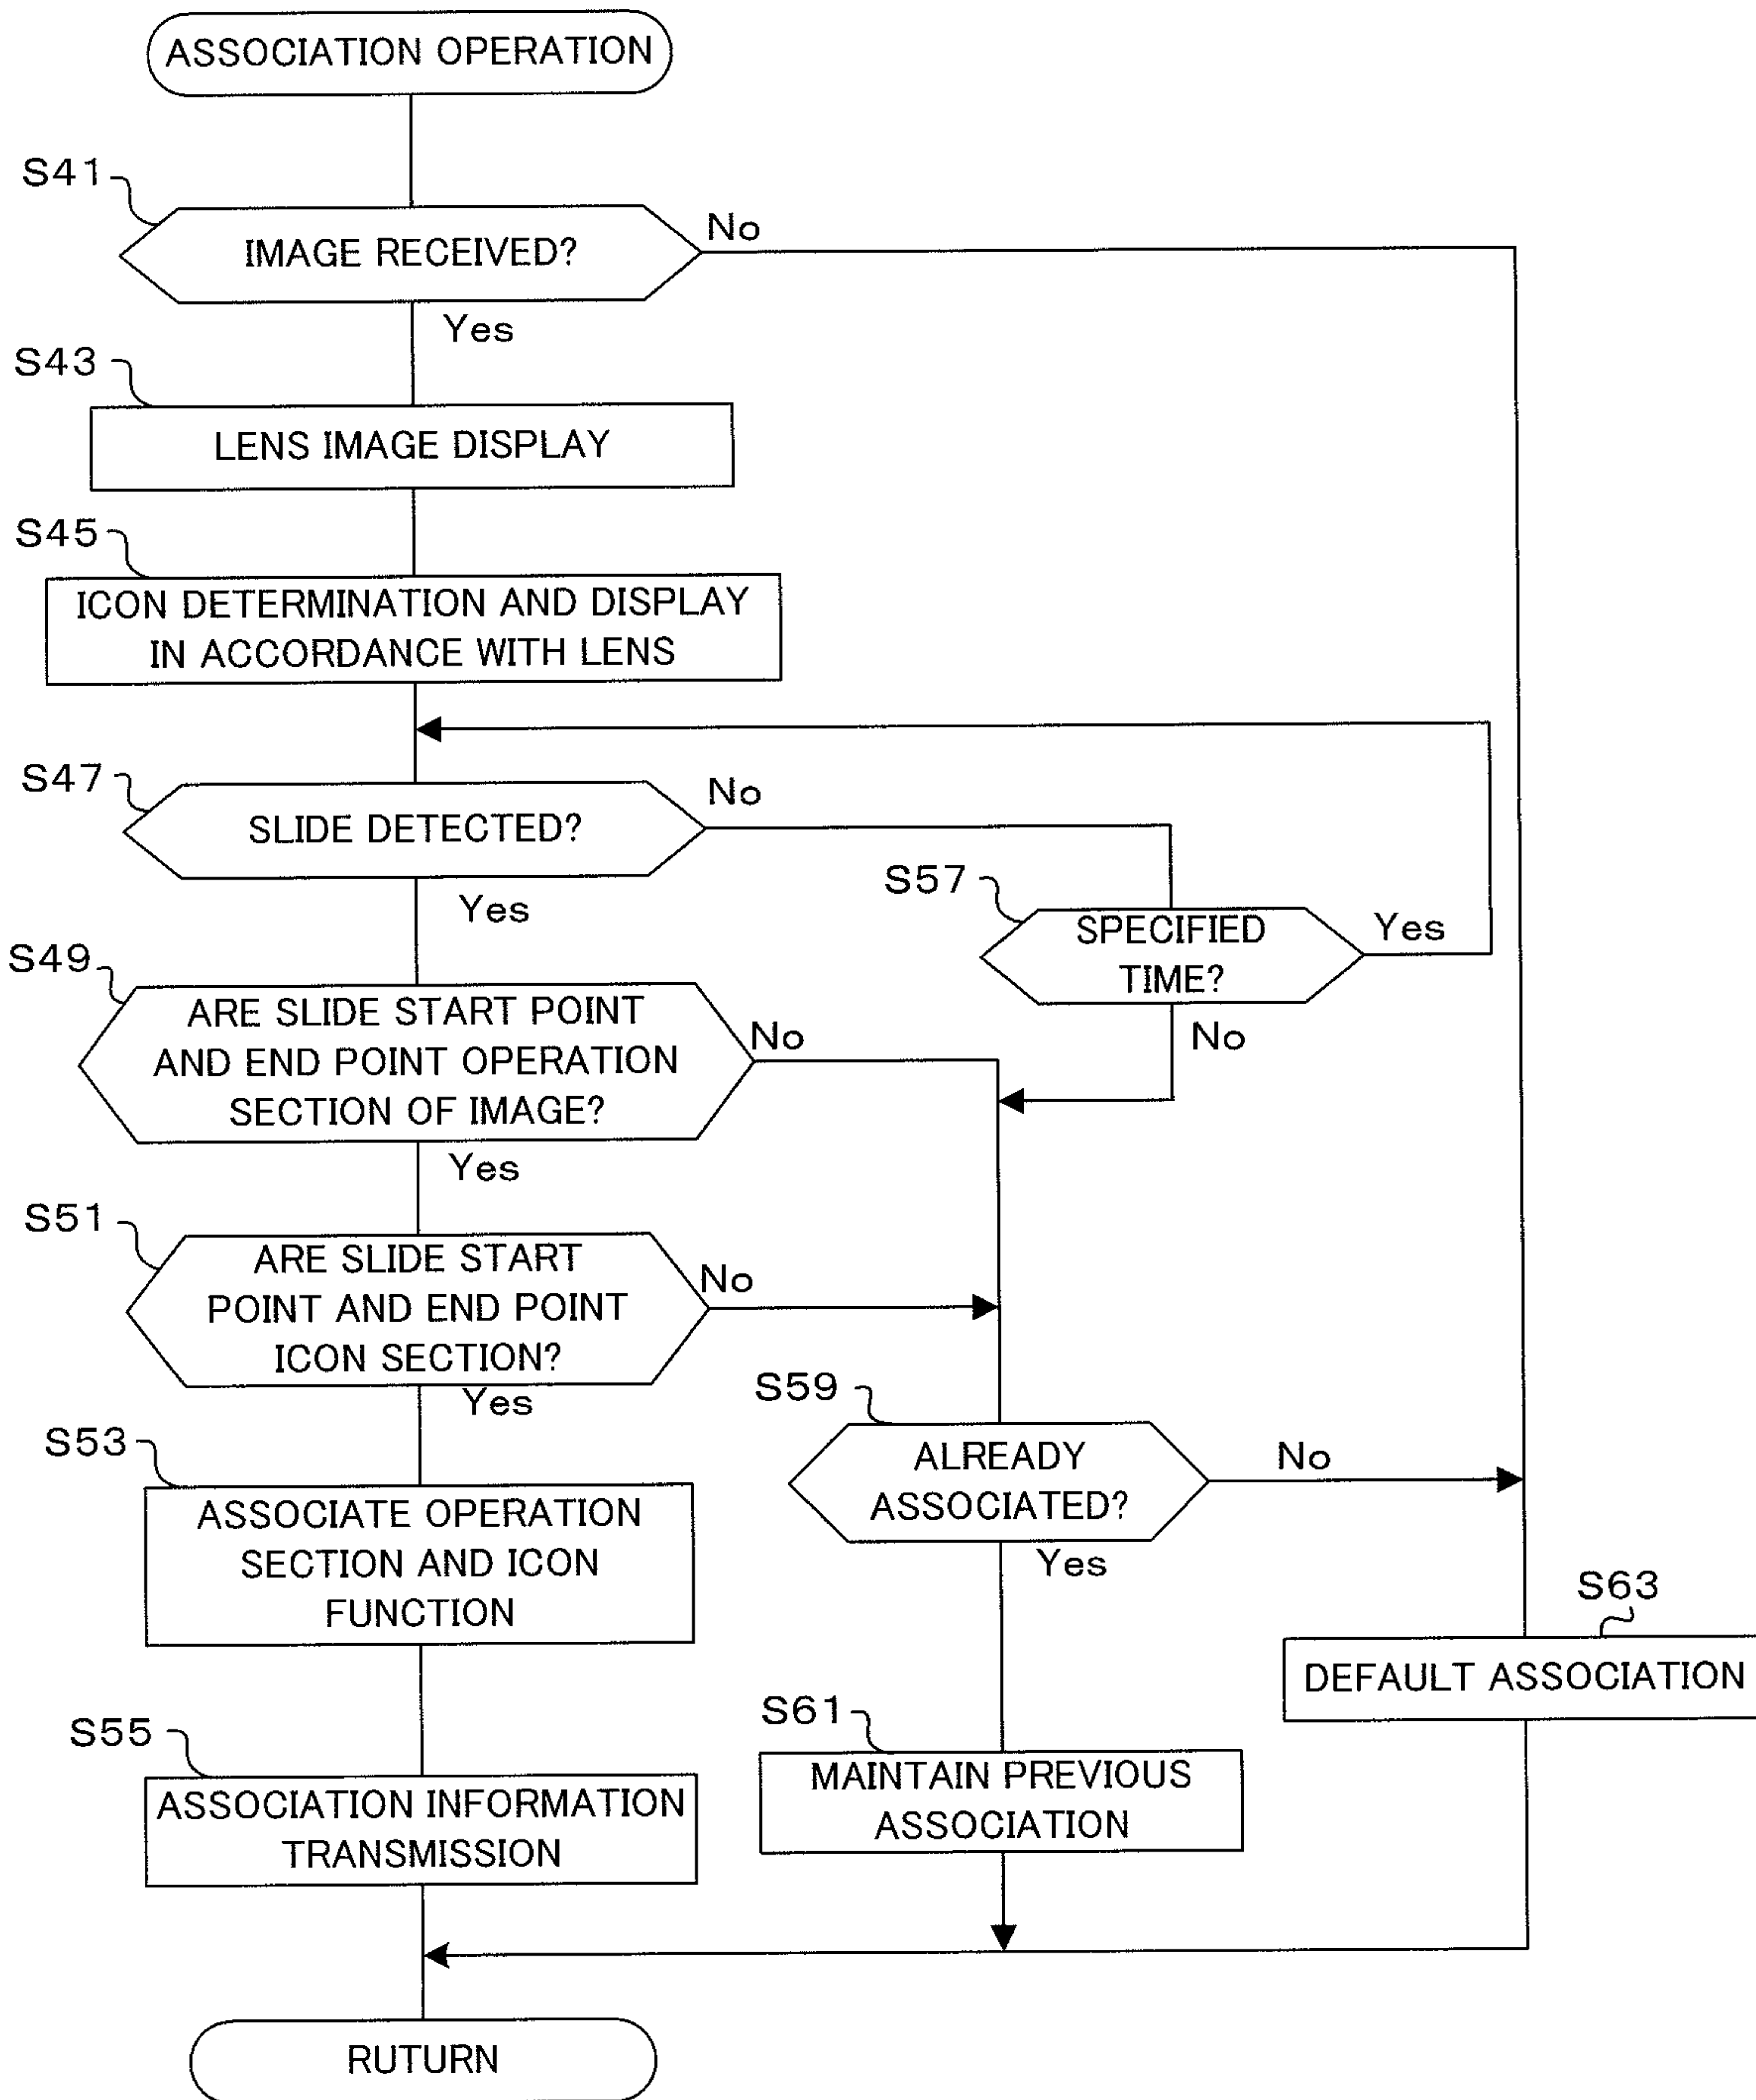 ASSOCIATION OPERATION
S41
IMAGE RECEIVED?
No
Yes
S43
LENS IMAGE DISPLAY
S45
ICON DETERMINATION AND DISPLAY
IN ACCORDANCE WITH LENS
S47
SLIDE DETECTED?
No
Yes
S57
SPECIFIED
TIME?
Yes
No
S49
ARE SLIDE START POINT
AND END POINT OPERATION
SECTION OF IMAGE?
No
Yes
S51
ARE SLIDE START
POINT AND END POINT
ICON SECTION?
No
Yes
S59
ALREADY
ASSOCIATED?
No
Yes
S53
ASSOCIATE OPERATION
SECTION AND ICON
FUNCTION
S63
DEFAULT ASSOCIATION
S61
MAINTAIN PREVIOUS
ASSOCIATION
S55
ASSOCIATION INFORMATION
TRANSMISSION
RUTURN